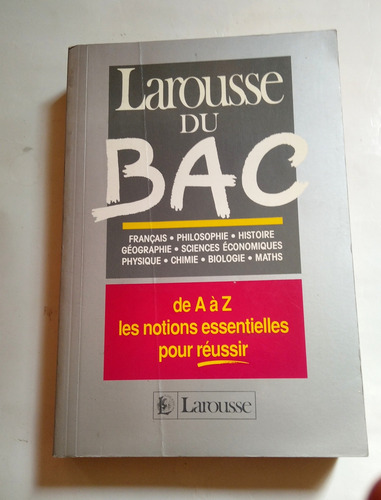 Larousse
DU
BAC
FRANÇAIS • PHILOSOPHIE • HISTOIRE
GÉOGRAPHIE • SCIENCES ÉCONOMIQUES
PHYSIQUE • CHIMIE • BIOLOGIE • MATHS
de A à Z
les notions essentielles
pour réussir
Larousse